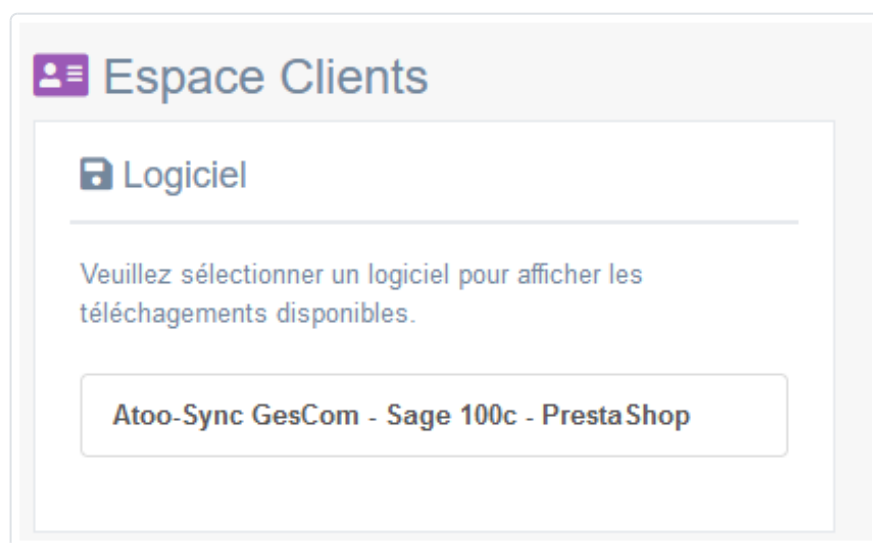 Espace Clients
Logiciel
Veuillez sélectionner un logiciel pour afficher les
téléchagements disponibles.
Atoo-Sync GesCom - Sage 100c - PrestaShop